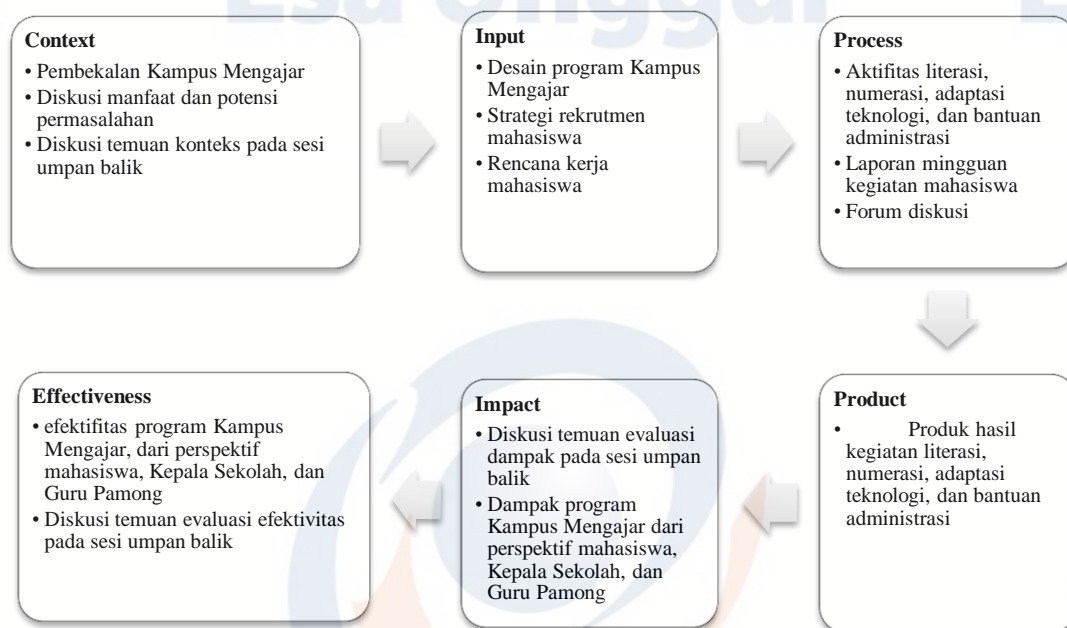 Esa Unggul
Context
• Pembekalan Kampus Mengajar
• Diskusi manfaat dan potensi
permasalahan
• Diskusi temuan konteks pada sesi
umpan balik
Input
• Desain program Kampus
Mengajar
• Strategi rekrutmen
mahasiswa
• Rencana kerja
mahasiswa
Process
• Aktifitas literasi,
numerasi, adaptasi
teknologi, dan bantuan
administrasi
• Laporan mingguan
kegiatan mahasiswa
• Forum diskusi
Product
• Produk hasil
kegiatan literasi,
numerasi, adaptasi
teknologi, dan bantuan
administrasi
Impact
• Diskusi temuan evaluasi
dampak pada sesi umpan
balik
• Dampak program
Kampus Mengajar dari
perspektif mahasiswa,
Kepala Sekolah, dan
Guru Pamong
Effectiveness
• efektifitas program Kampus
Mengajar, dari perspektif
mahasiswa, Kepala Sekolah, dan
Guru Pamong
• Diskusi temuan evaluasi efektivitas
pada sesi umpan balik